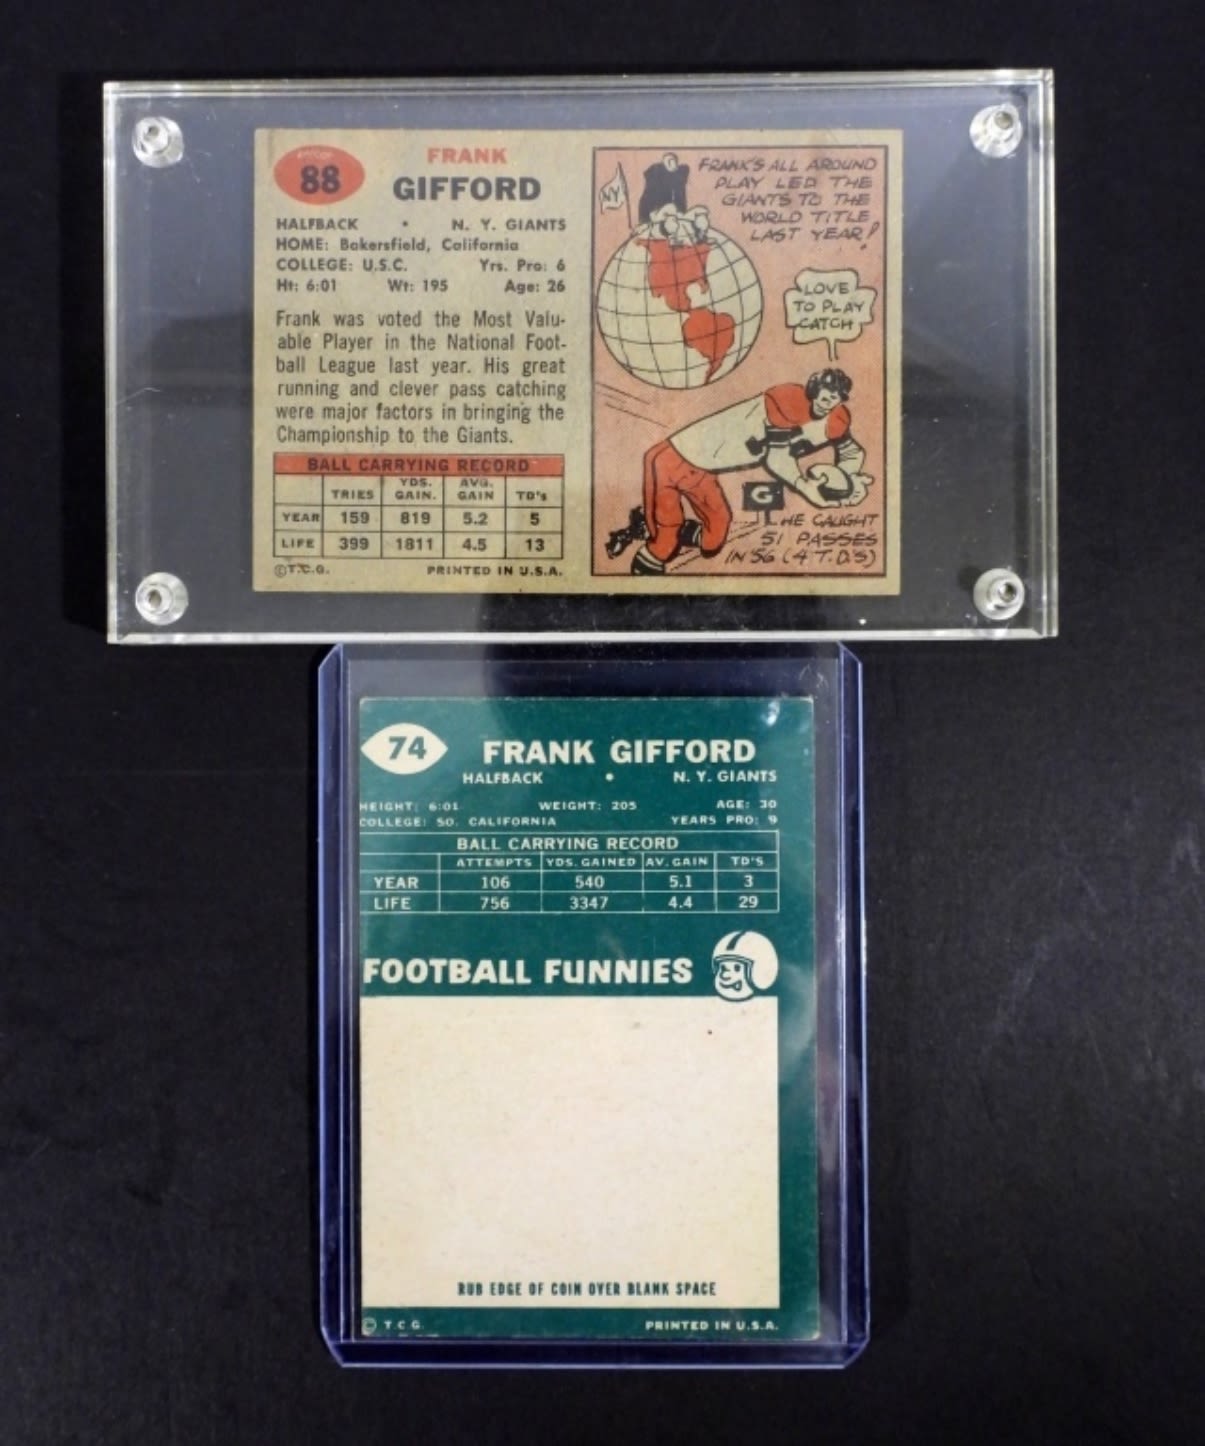 88
FRANK
GIFFORD
HALFBACK • N. Y. GIANTS
HOME: Bakersfield, California
COLLEGE: U.S.C. Yrs. Pro: 6
Ht: 6:01 Wt: 195 Age: 26
Frank was voted the Most Valu-
able Player in the National Foot-
ball League last year. His great
running and clever pass catching
were major factors in bringing the
Championship to the Giants.
BALL CARRYING RECORD
TRIES YDS. GAIN. AVG. GAIN TD's
YEAR 159 819 5.2 5
LIFE 399 1811 4.5 13
©T.C.G. PRINTED IN U.S.A.
NY
FRANK'S ALL AROUND
PLAY LED THE
GIANTS TO THE
WORLD TITLE
LAST YEAR!
LOVE
TO PLAY
CATCH
G
HE CAUGHT
51 PASSES
IN '56 (4 T.D.'S)
74
FRANK GIFFORD
HALFBACK • N. Y. GIANTS
HEIGHT: 6:01 WEIGHT: 205 AGE: 30
COLLEGE: SO. CALIFORNIA YEARS PRO: 9
BALL CARRYING RECORD
ATTEMPTS YDS. GAINED AV. GAIN TD'S
YEAR 106 540 5.1 3
LIFE 756 3347 4.4 29
FOOTBALL FUNNIES
RUB EDGE OF COIN OVER BLANK SPACE
© T.C.G. PRINTED IN U.S.A.